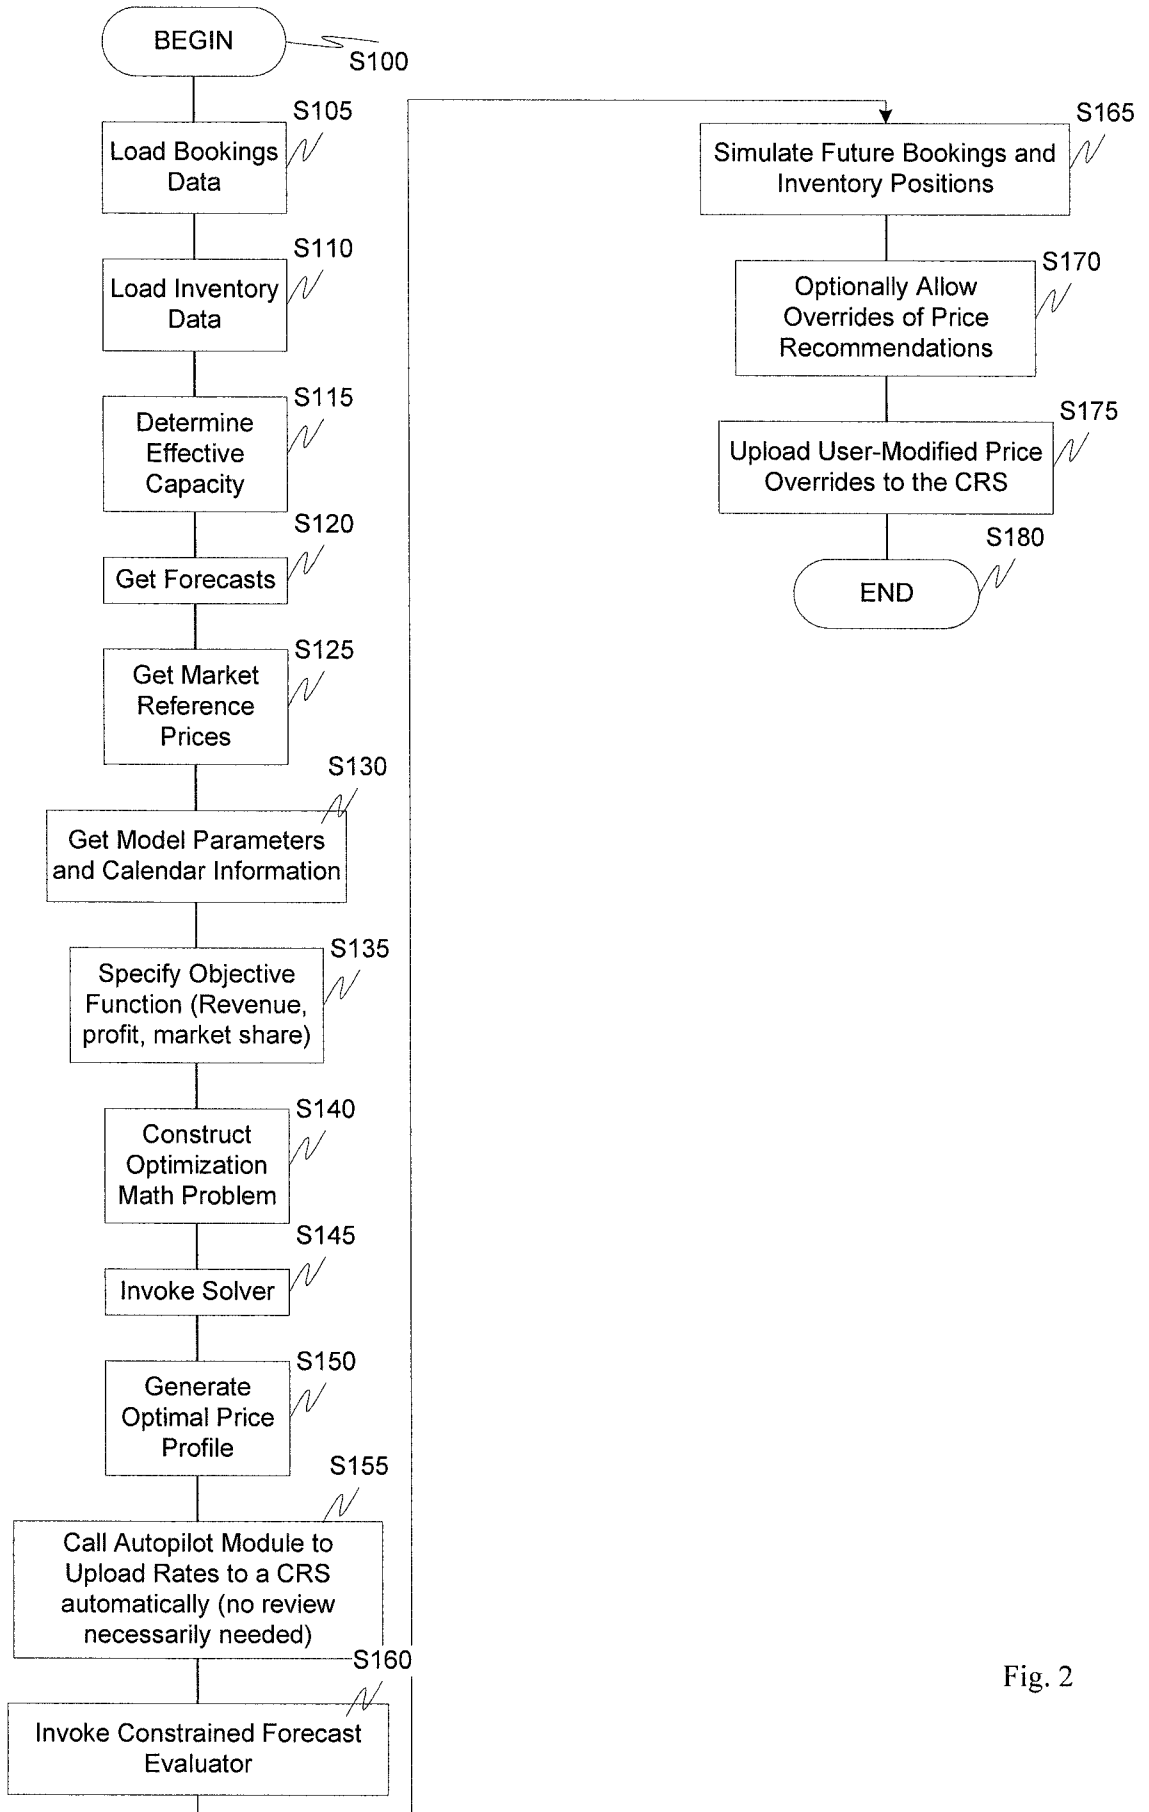 BEGIN
S100
S105
Load Bookings
Data
S110
Load Inventory
Data
S115
Determine
Effective
Capacity
S120
Get Forecasts
S125
Get Market
Reference
Prices
S130
Get Model Parameters
and Calendar Information
S135
Specify Objective
Function (Revenue,
profit, market share)
S140
Construct
Optimization
Math Problem
S145
Invoke Solver
S150
Generate
Optimal Price
Profile
S155
Call Autopilot Module to
Upload Rates to a CRS
automatically (no review
necessarily needed)
S160
Invoke Constrained Forecast
Evaluator
S165
Simulate Future Bookings and
Inventory Positions
S170
Optionally Allow
Overrides of Price
Recommendations
S175
Upload User-Modified Price
Overrides to the CRS
S180
END
Fig. 2